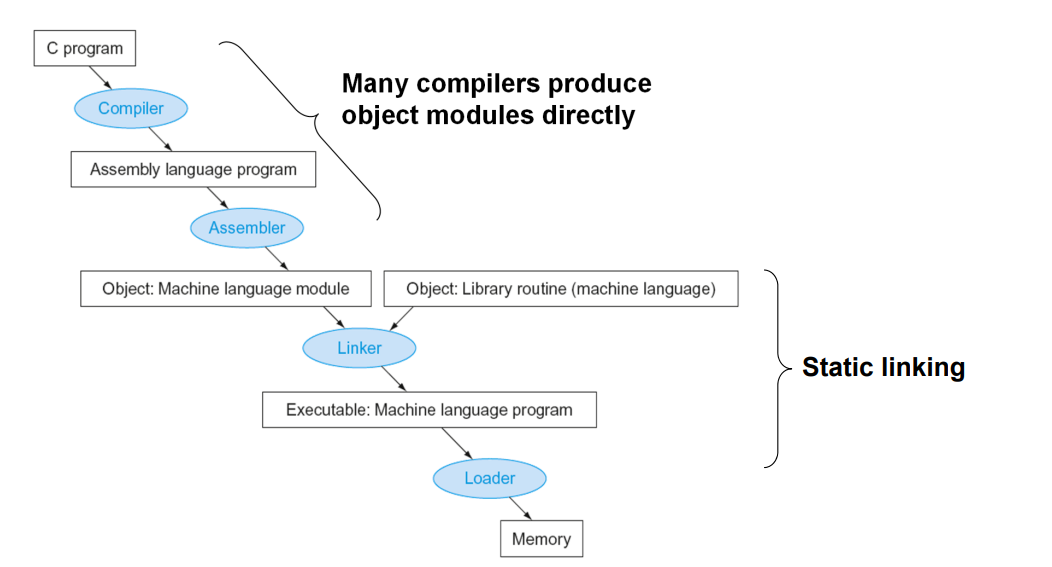 C program
Many compilers produce
object modules directly
Compiler
Assembly language program
Assembler
Object: Machine language module
Object: Library routine (machine language)
Linker
Static linking
Executable: Machine language program
Loader
Memory